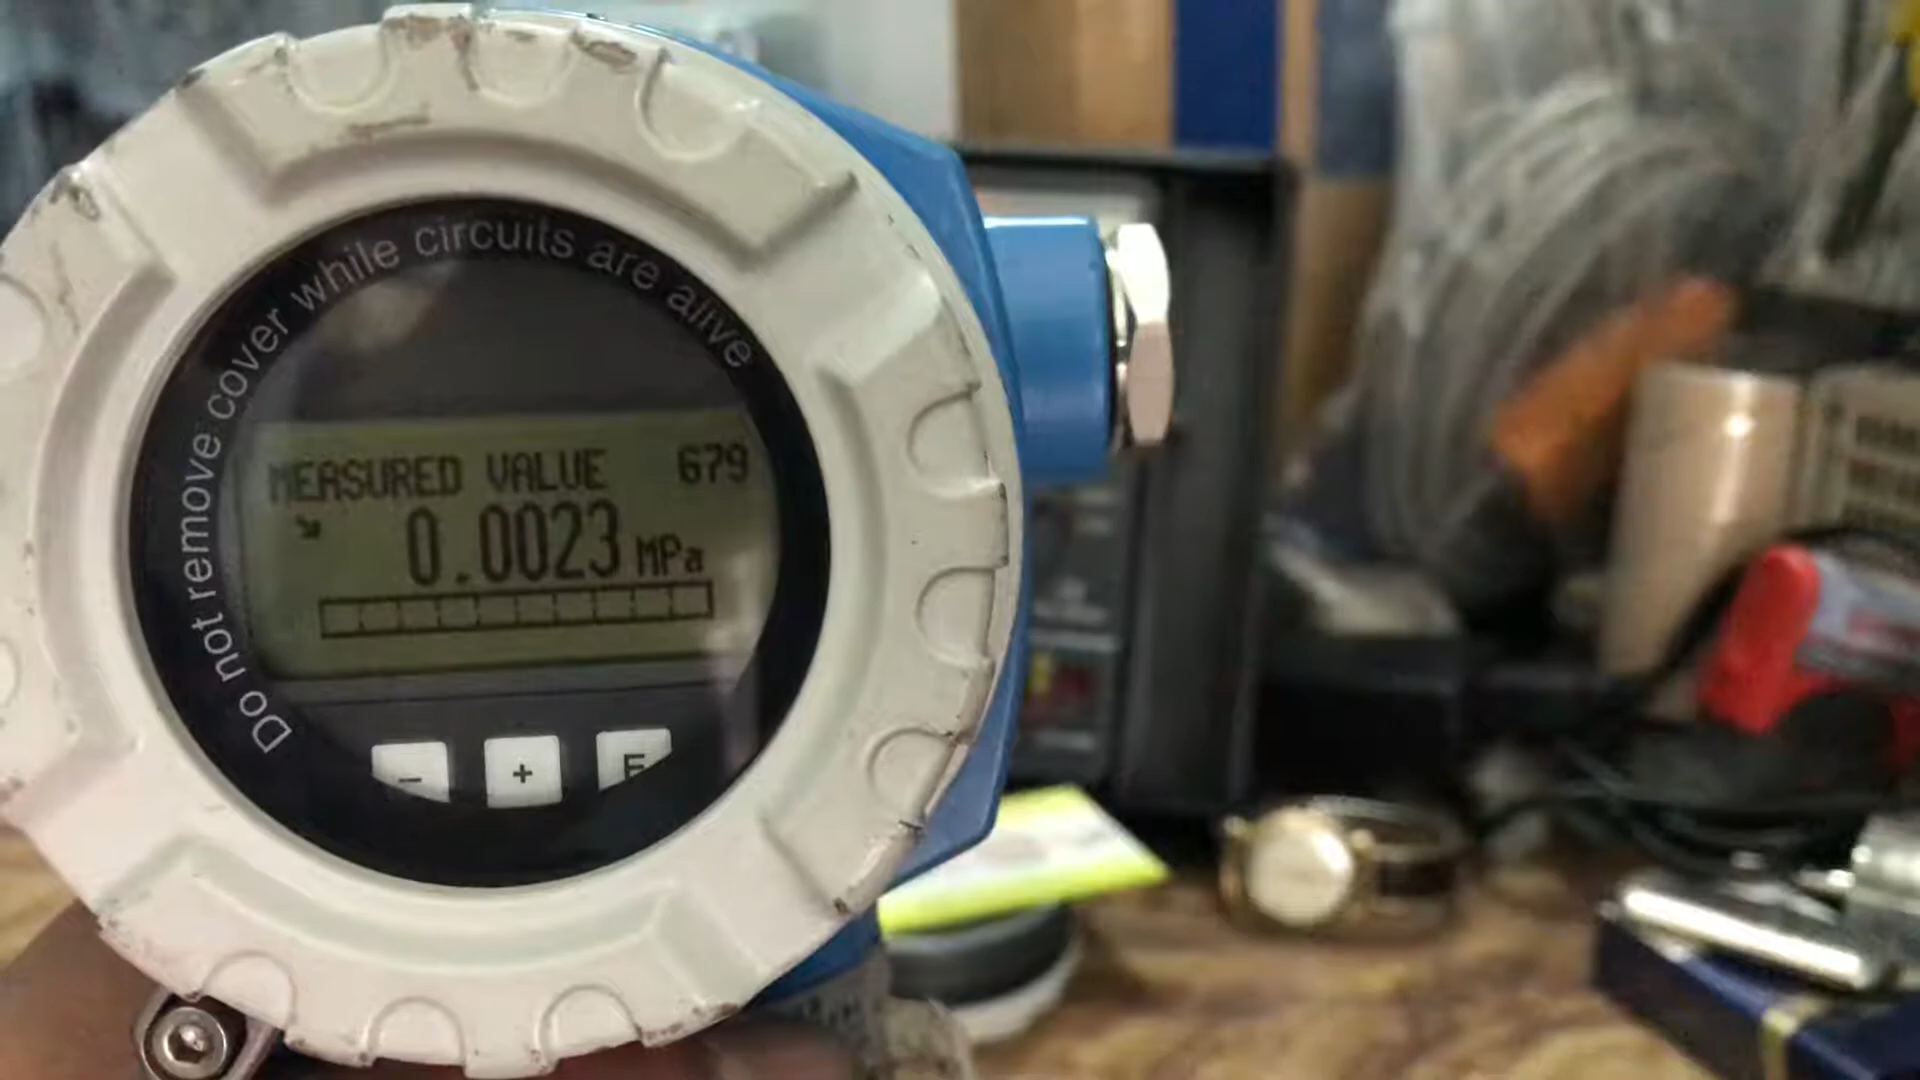 Do not remove cover while circuits are alive
MEASURED VALUE 679
0.0023 MPa
- + E